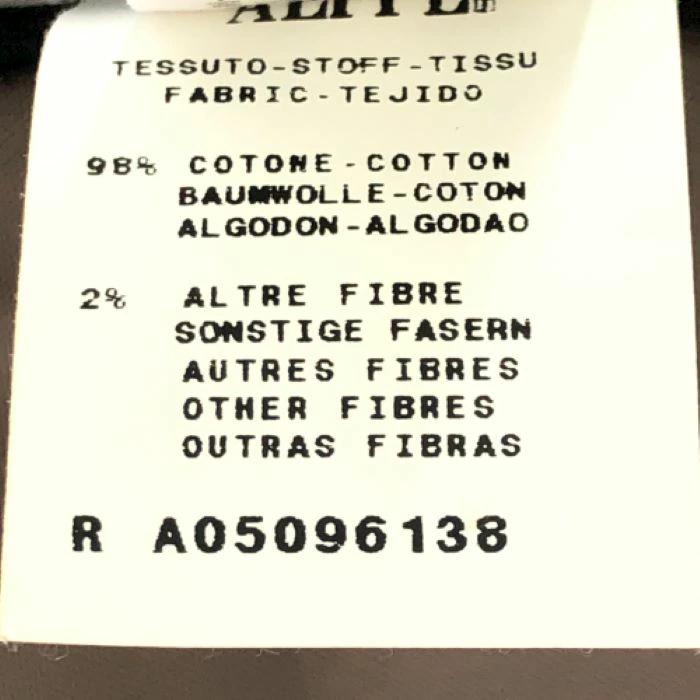 TESSUTO-STOFF-TISSU
FABRIC-TEJIDO
98% COTONE-COTTON
BAUMWOLLE-COTON
ALGODON-ALGODAO
2% ALTRE FIBRE
SONSTIGE FASERN
AUTRES FIBRES
OTHER FIBRES
OUTRAS FIBRAS
R A05096138